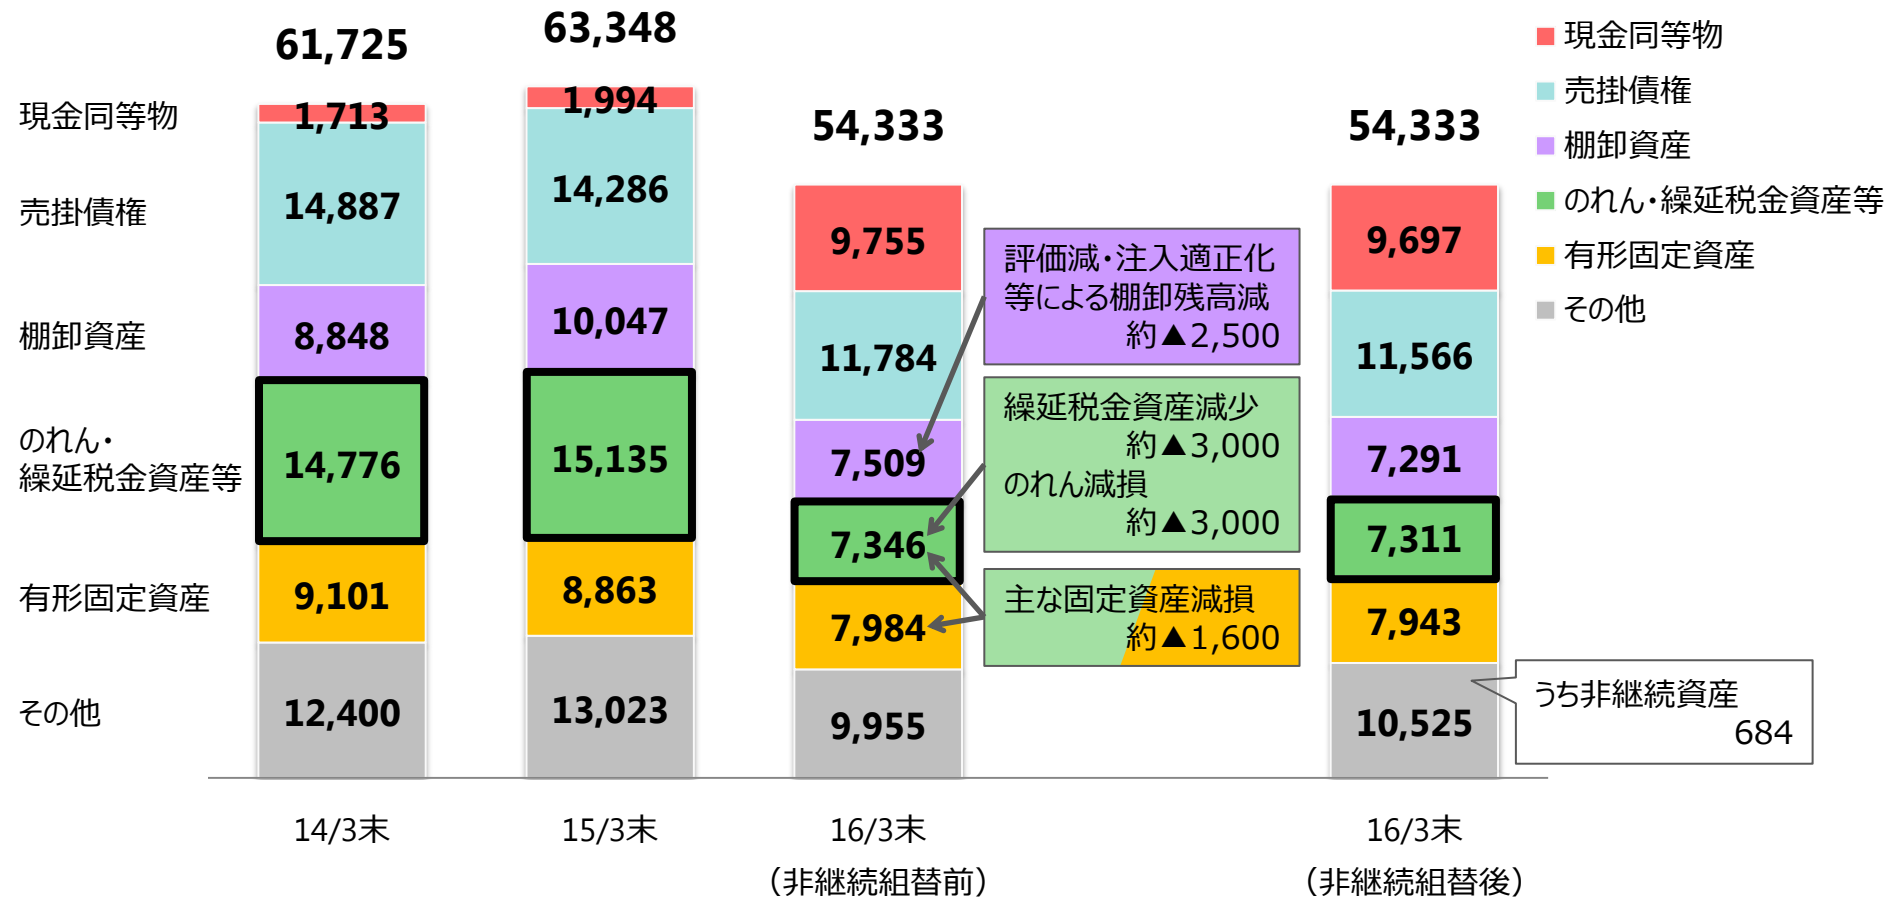 61,725
63,348
54,333
54,333
現金同等物
売掛債権
棚卸資産
のれん・
繰延税金資産等
有形固定資産
その他
1,713
14,887
8,848
14,776
9,101
12,400
1,994
14,286
10,047
15,135
8,863
13,023
9,755
11,784
7,509
7,346
7,984
9,955
評価減・注入適正化
等による棚卸残高減
約▲2,500
繰延税金資産減少
約▲3,000
のれん減損
約▲3,000
主な固定資産減損
約▲1,600
9,697
11,566
7,291
7,311
7,943
10,525
うち非継続資産
684
現金同等物
売掛債権
棚卸資産
のれん・繰延税金資産等
有形固定資産
その他
14/3末
15/3末
16/3末
（非継続組替前）
16/3末
（非継続組替後）